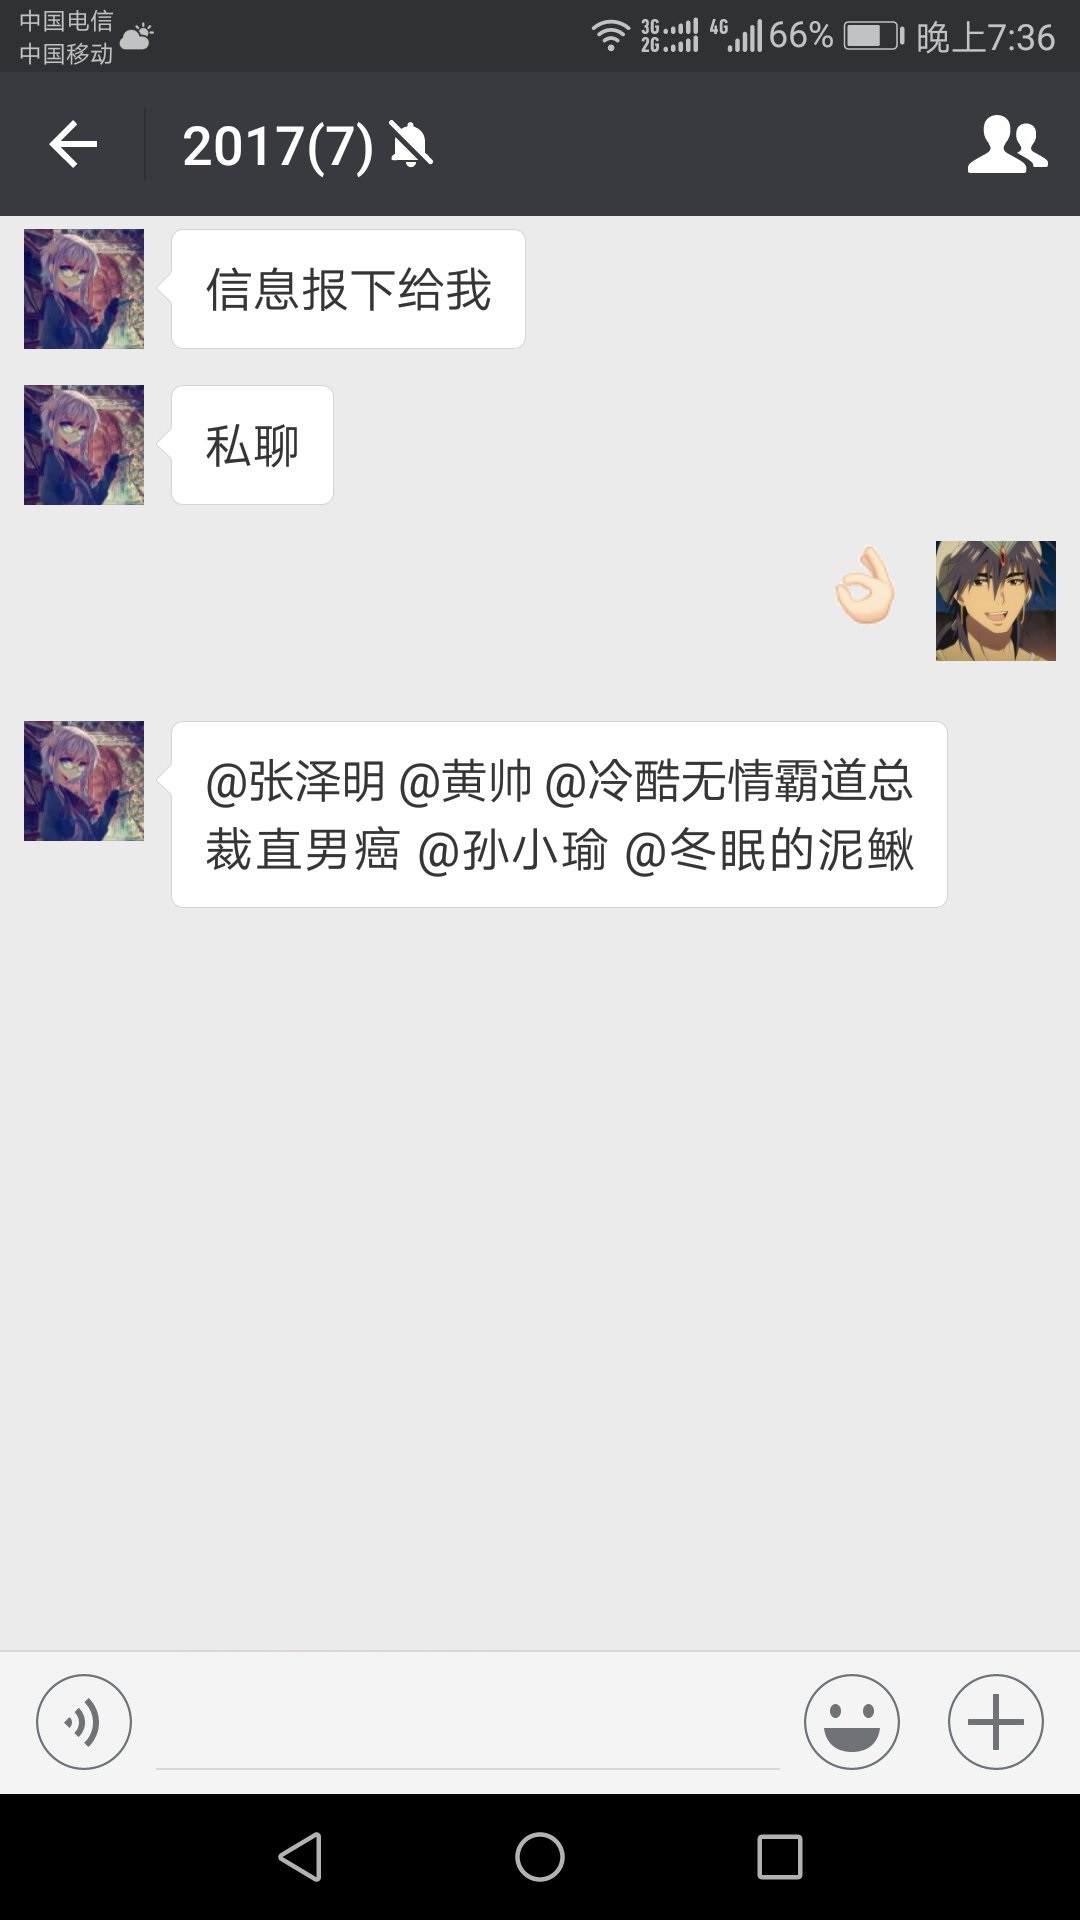 中国电信
中国移动
3G
2G
4G
66%
晚上7:36
2017(7)
信息报下给我
私聊
@张泽明 @黄帅 @冷酷无情霸道总
裁直男癌 @孙小瑜 @冬眠的泥鳅